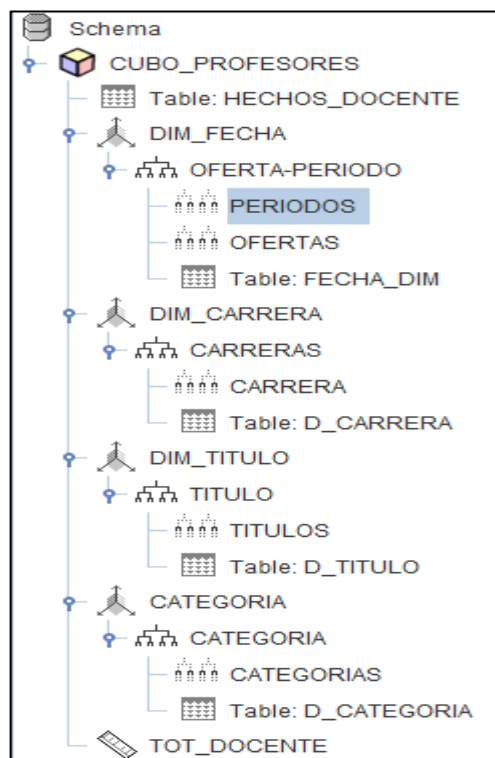 Schema
CUBO_PROFESORES
Table: HECHOS_DOCENTE
DIM_FECHA
OFERTA-PERIODO
PERIODOS
OFERTAS
Table: FECHA_DIM
DIM_CARRERA
CARRERAS
CARRERA
Table: D_CARRERA
DIM_TITULO
TITULO
TITULOS
Table: D_TITULO
CATEGORIA
CATEGORIA
CATEGORIAS
Table: D_CATEGORIA
TOT_DOCENTE